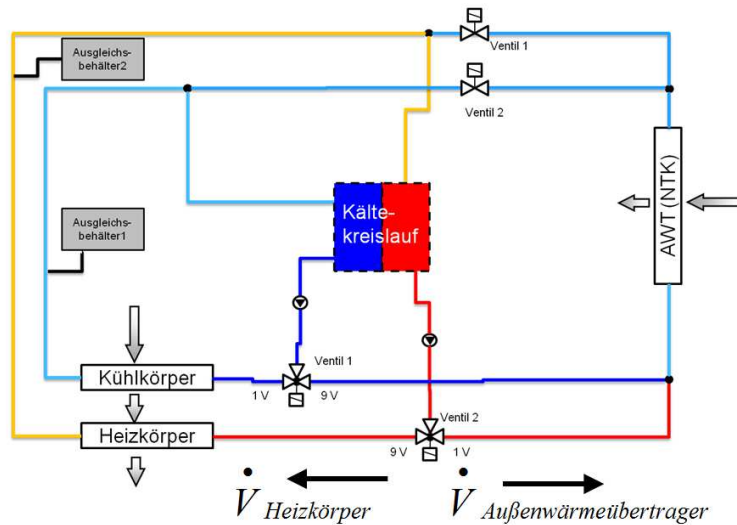 Ausgleichs-
behälter2
Ventil 1
Ventil 2
Kälte-
kreislauf
AWT (NTK)
Ausgleichs-
behälter1
Ventil 1
Kühlkörper
1 V
9 V
Ventil 2
Heizkörper
9 V
1 V
V̇ Heizkörper
V̇ Außenwärmeübertrager